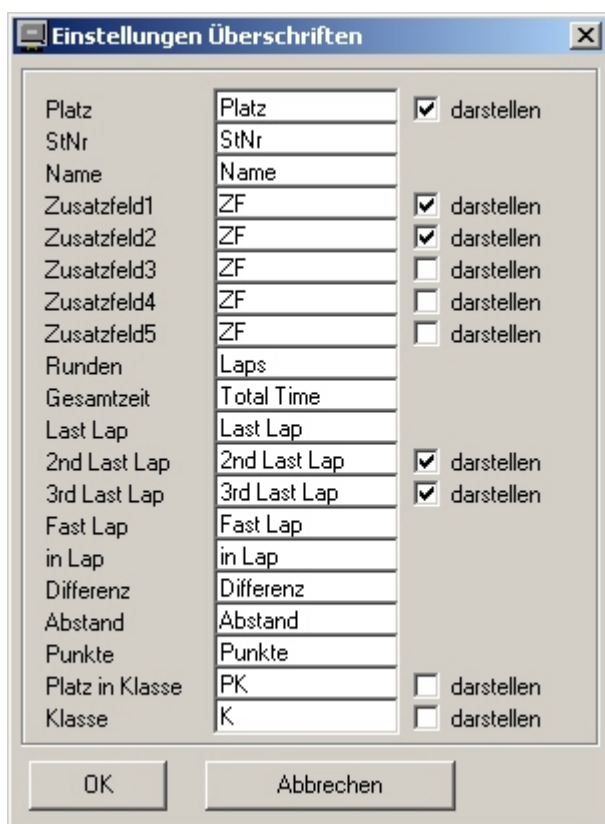 Einstellungen Überschriften
Platz Platz darstellen
StNr StNr
Name Name
Zusatzfeld1 ZF darstellen
Zusatzfeld2 ZF darstellen
Zusatzfeld3 ZF darstellen
Zusatzfeld4 ZF darstellen
Zusatzfeld5 ZF darstellen
Runden Laps
Gesamtzeit Total Time
Last Lap Last Lap
2nd Last Lap 2nd Last Lap darstellen
3rd Last Lap 3rd Last Lap darstellen
Fast Lap Fast Lap
in Lap in Lap
Differenz Differenz
Abstand Abstand
Punkte Punkte
Platz in Klasse PK darstellen
Klasse K darstellen
OK Abbrechen